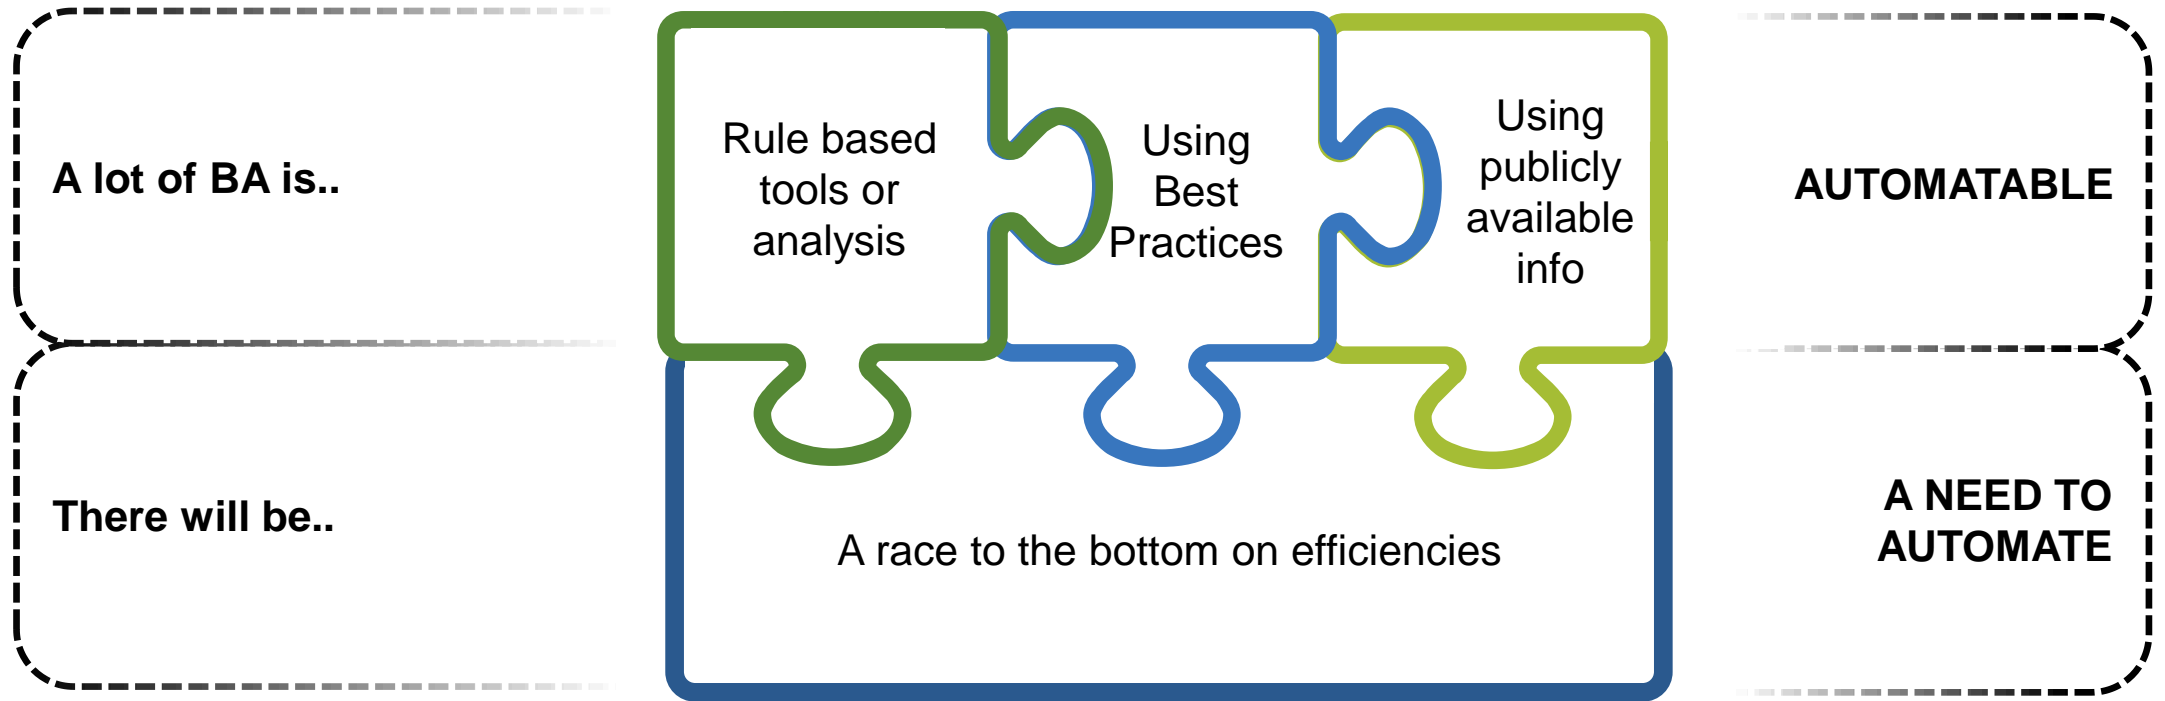 A lot of BA is..
Rule based
tools or
analysis
Using
Best
Practices
Using
publicly
available
info
AUTOMATABLE
There will be..
A race to the bottom on efficiencies
A NEED TO
AUTOMATE